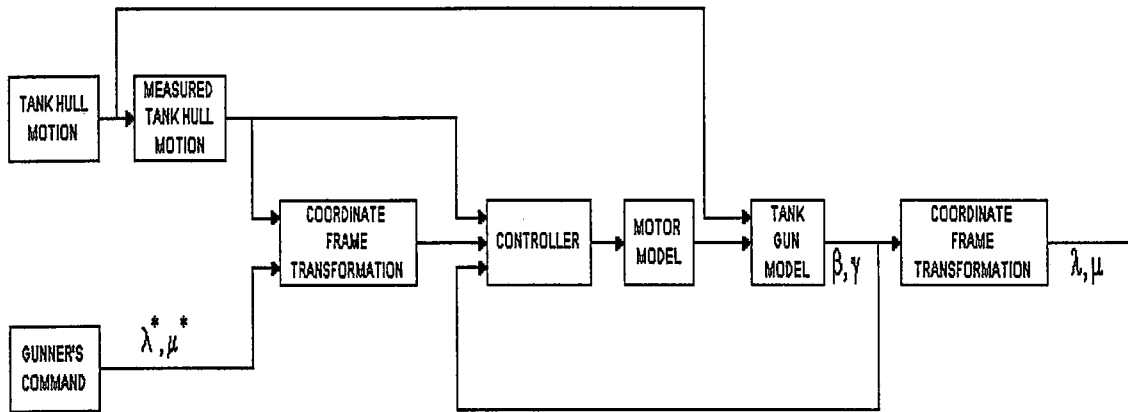 TANK HULL
MOTION
MEASURED
TANK HULL
MOTION
COORDINATE
FRAME
TRANSFORMATION
CONTROLLER
MOTOR
MODEL
TANK
GUN
MODEL
β,γ
COORDINATE
FRAME
TRANSFORMATION
λ,μ
GUNNER'S
COMMAND
λ*,μ*